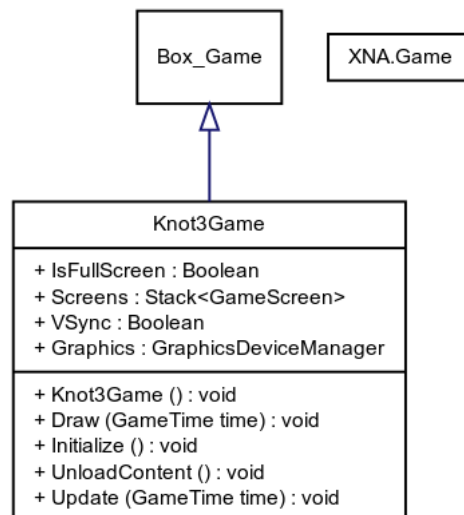 Box_Game
XNA.Game
Knot3Game
+ IsFullScreen : Boolean
+ Screens : Stack<GameScreen>
+ VSync : Boolean
+ Graphics : GraphicsDeviceManager
+ Knot3Game () : void
+ Draw (GameTime time) : void
+ Initialize () : void
+ UnloadContent () : void
+ Update (GameTime time) : void